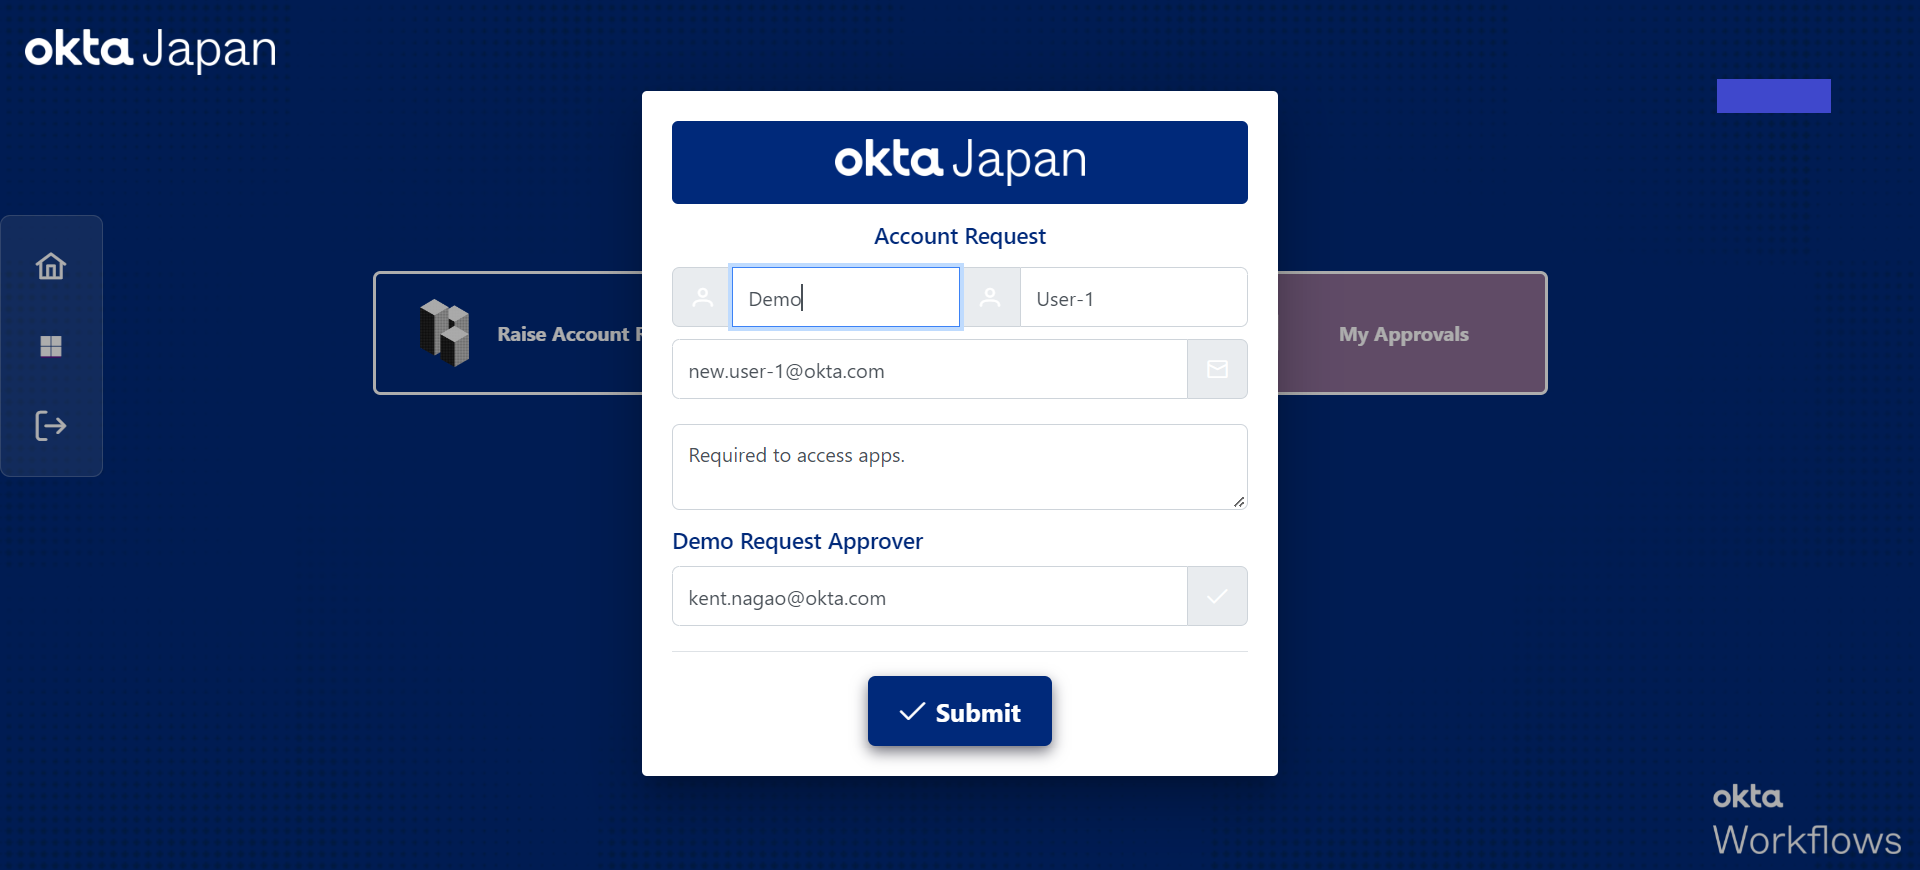 okta Japan
okta Japan
Account Request
Demo
User-1
Raise Account R
My Approvals
new.user-1@okta.com
Required to access apps.
Demo Request Approver
kent.nagao@okta.com
Submit
okta
Workflows